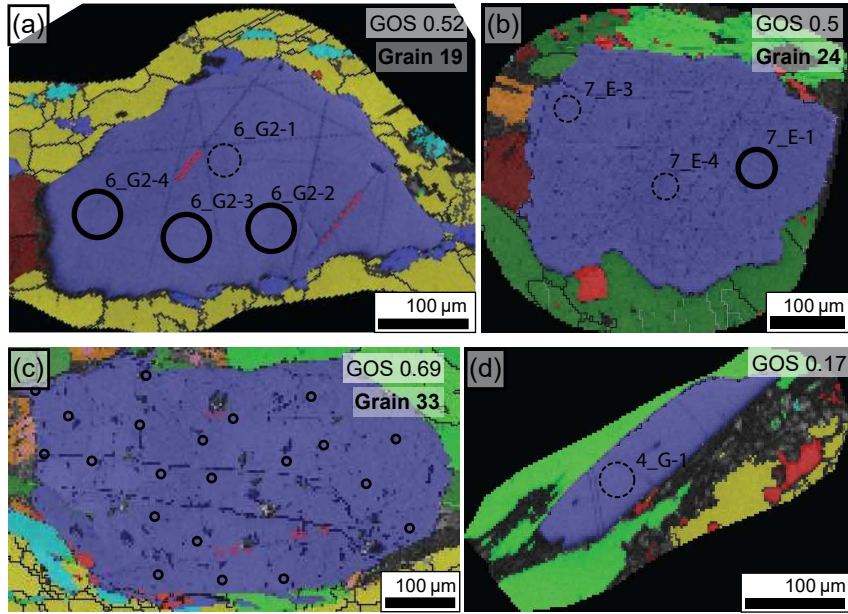 (a)
GOS 0.52
Grain 19
6_G2-1
6_G2-4
6_G2-3
6_G2-2
100 µm
(b)
GOS 0.5
Grain 24
7_E-3
7_E-1
7_E-4
100 µm
(c)
GOS 0.69
Grain 33
100 µm
(d)
GOS 0.17
4_G-1
100 µm